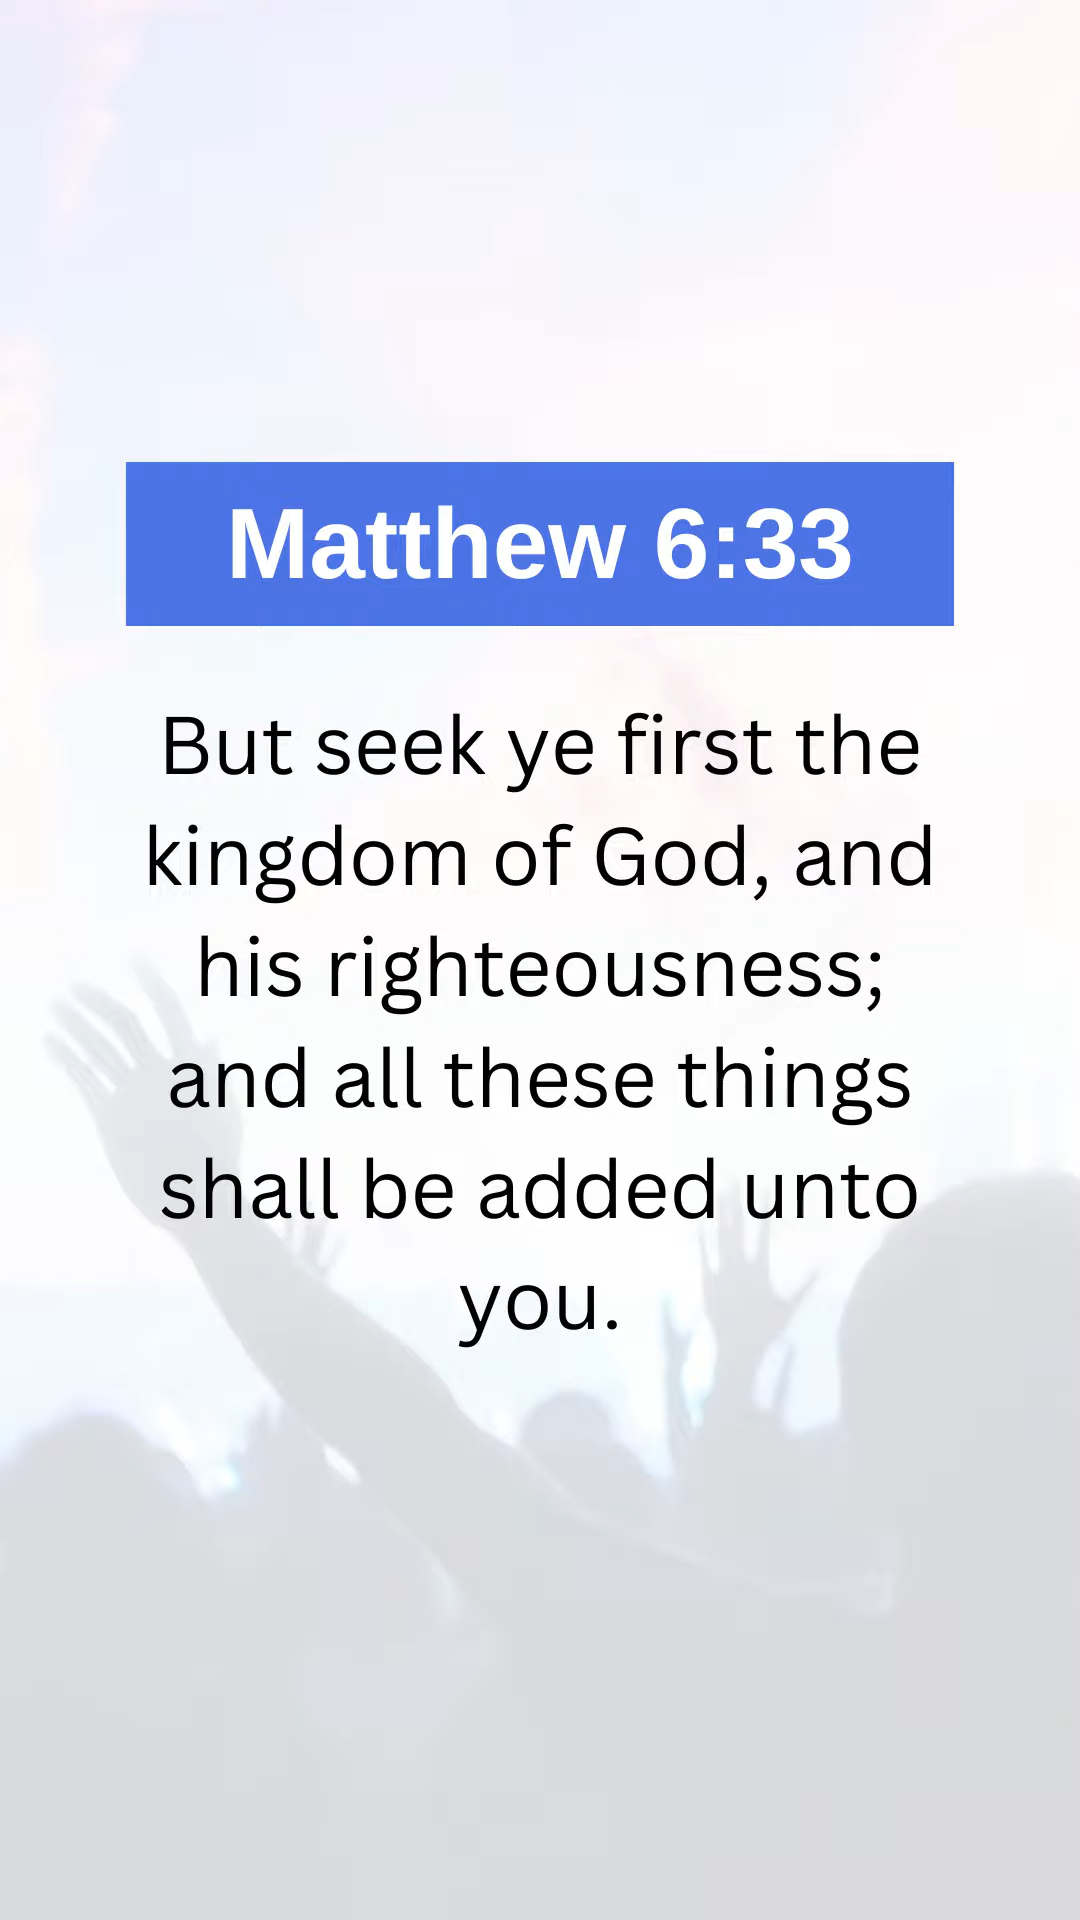 Matthew 6:33
But seek ye first the
kingdom of God, and
his righteousness;
and all these things
shall be added unto
you.